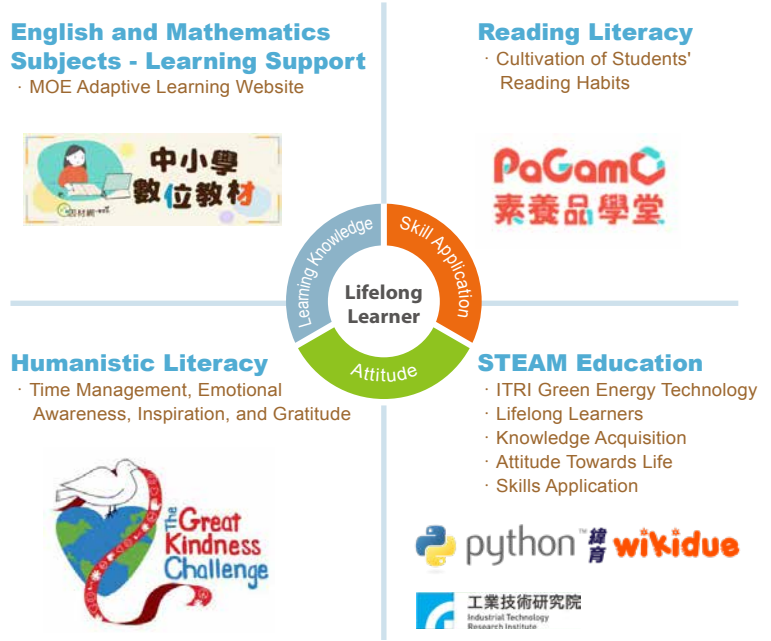 English and Mathematics
Subjects - Learning Support
· MOE Adaptive Learning Website
中小學
數位教材
因材網
Reading Literacy
· Cultivation of Students'
Reading Habits
PaGamO
素養品學堂
Learning Knowledge
Skill Application
Attitude
Lifelong
Learner
Humanistic Literacy
· Time Management, Emotional
Awareness, Inspiration, and Gratitude
The
Great
Kindness
Challenge
STEAM Education
· ITRI Green Energy Technology
· Lifelong Learners
· Knowledge Acquisition
· Attitude Towards Life
· Skills Application
python™
緯育 wikidue
工業技術研究院
Industrial Technology
Research Institute